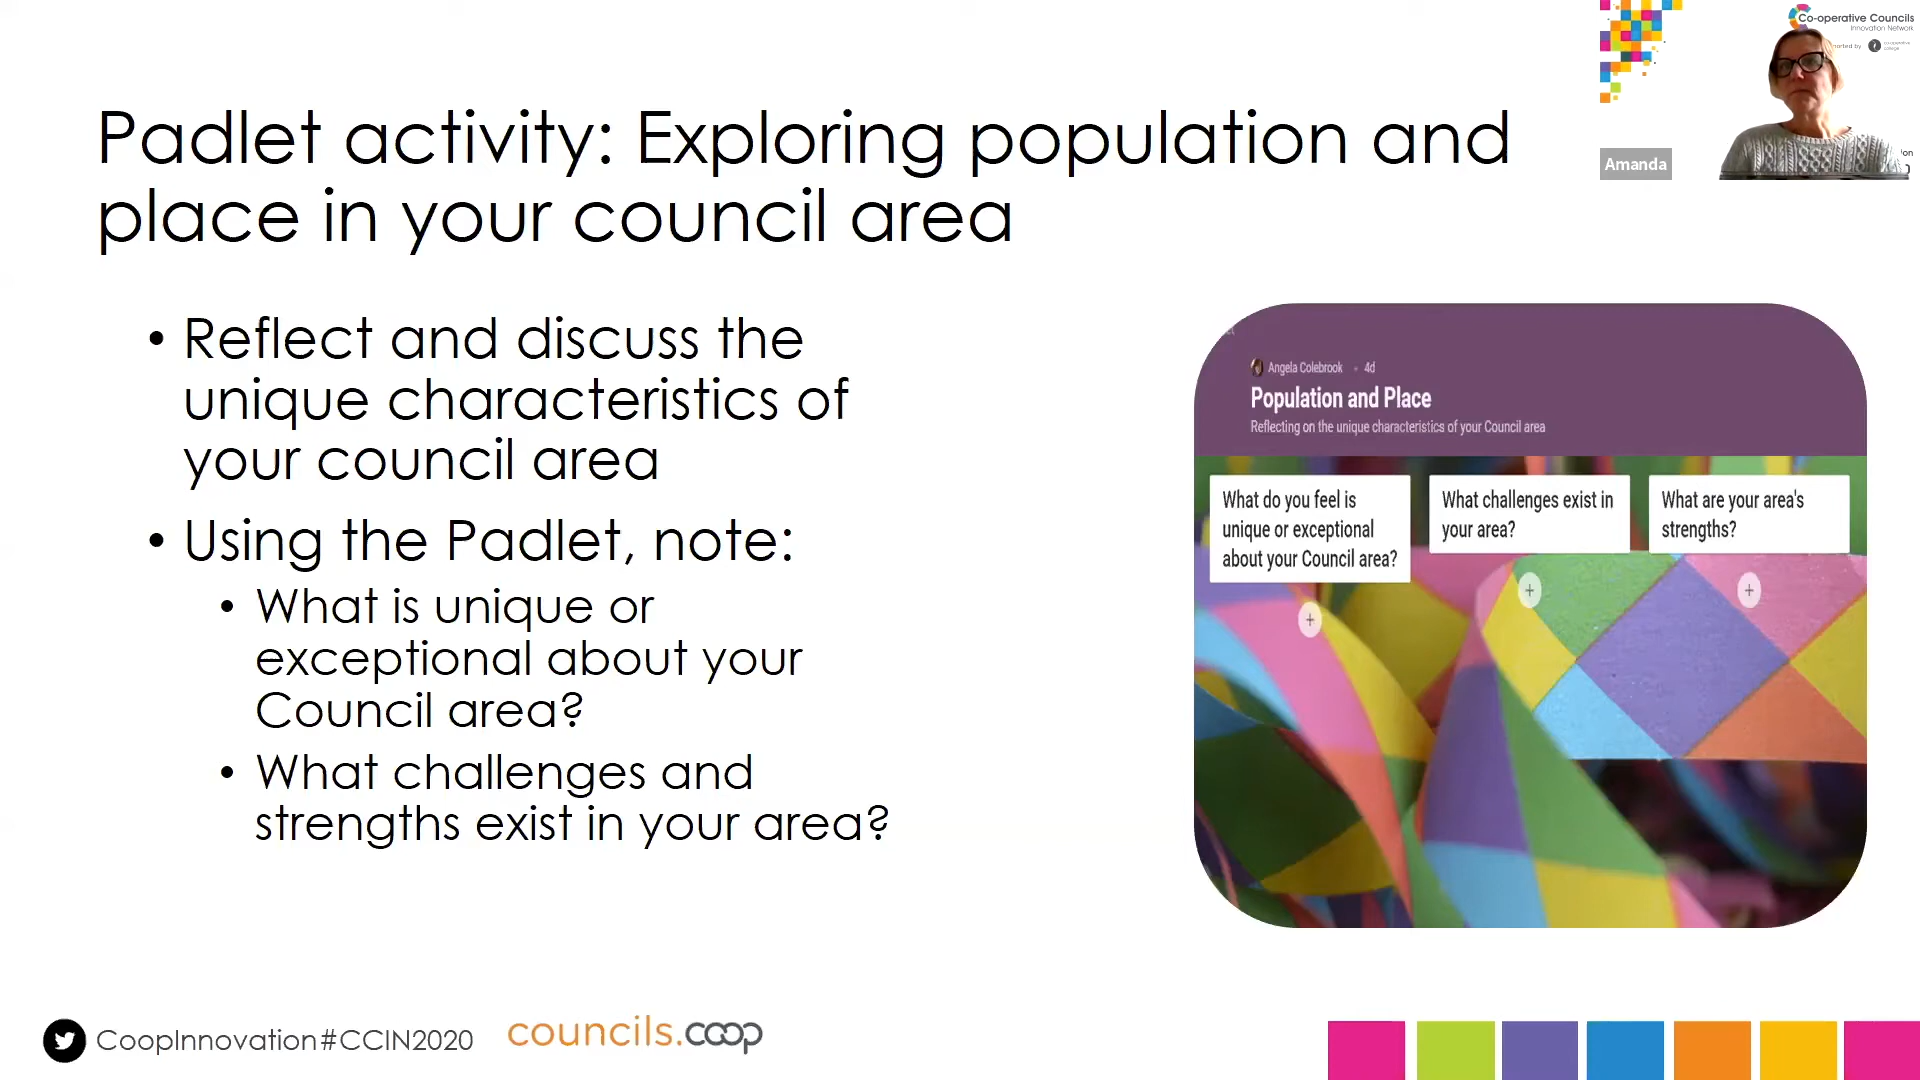 Co-operative Councils
Innovation Network
Amanda
Padlet activity: Exploring population and
place in your council area
• Reflect and discuss the
unique characteristics of
your council area
• Using the Padlet, note:
• What is unique or
exceptional about your
Council area?
• What challenges and
strengths exist in your area?
Angela Colebrook • 4d
Population and Place
Reflecting on the unique characteristics of your Council area
What do you feel is
unique or exceptional
about your Council area?
+
What challenges exist in
your area?
+
What are your area's
strengths?
+
CoopInnovation#CCIN2020
councils.coop